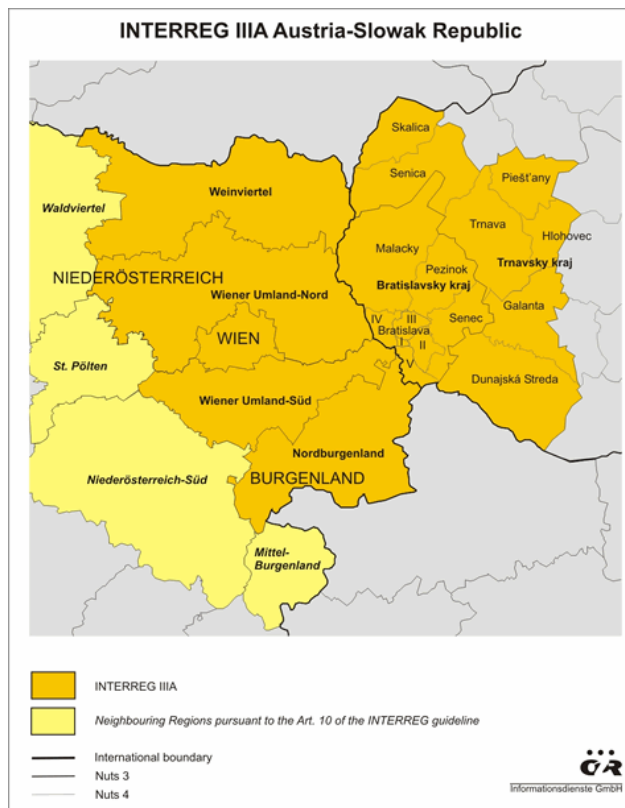 INTERREG IIIA Austria-Slowak Republic
Skalica
Senica
Piešt'any
Weinviertel
Waldviertel
Trnava
Hlohovec
Malacky
Trnavsky kraj
Pezinok
NIEDERÖSTERREICH
Bratislavsky kraj
Wiener Umland-Nord
Galanta
IV
III
Senec
WIEN
Bratislava
I
II
St. Pölten
V
Dunajská Streda
Wiener Umland-Süd
Nordburgenland
Niederösterreich-Süd
BURGENLAND
Mittel-
Burgenland
INTERREG IIIA
Neighbouring Regions pursuant to the Art. 10 of the INTERREG guideline
International boundary
Nuts 3
Nuts 4
ÖIR
Informationsdienste GmbH